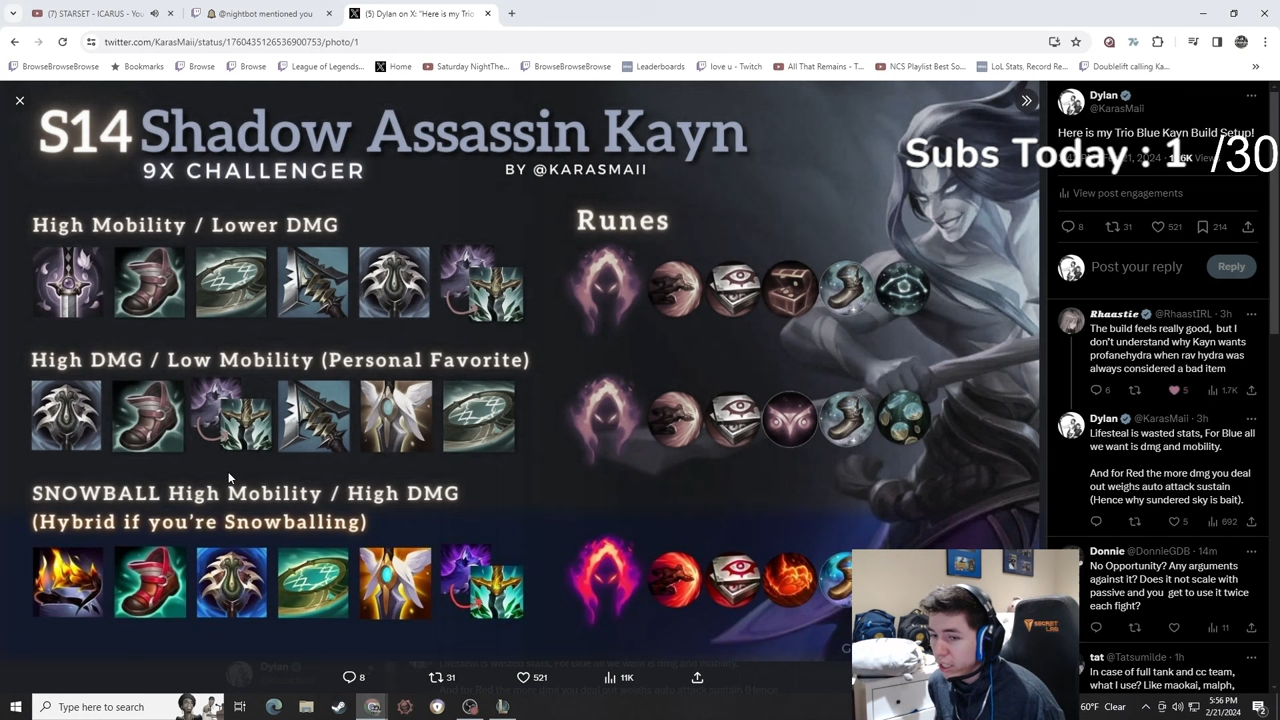 (7) STARSET - ICARUS - You
@nightbot mentioned you
(5) Dylan on X: "Here is my Trio
twitter.com/KarasMaii/status/1760435126536900753/photo/1
BrowseBrowseBrowse
Bookmarks
Browse
Browse
League of Legends...
Home
Saturday NightThe...
BrowseBrowseBrowse
Leaderboards
love u - Twitch
All That Remains - T...
NCS Playlist Best So...
LoL Stats, Record Re...
Doublelift calling Ka...
S14 Shadow Assassin Kayn
9X CHALLENGER
BY @KARASMAII
High Mobility / Lower DMG
Runes
High DMG / Low Mobility (Personal Favorite)
SNOWBALL High Mobility / High DMG
(Hybrid if you're Snowballing)
8
31
521
11K
Dylan
@KarasMaii
Here is my Trio Blue Kayn Build Setup!
Subs Today : 1 /30
View post engagements
8
31
521
214
Post your reply
Reply
Rhaastie @RhaastIRL · 3h
The build feels really good, but I
don't understand why Kayn wants
profanehydra when rav hydra was
always considered a bad item
6
5
1.7K
Dylan @KarasMaii · 3h
Lifesteal is wasted stats, For Blue all
we want is dmg and mobility.
And for Red the more dmg you deal
out weighs auto attack sustain
(Hence why sundered sky is bait).
5
692
Donnie @DonnieGDB · 14m
No Opportunity? Any arguments
against it? Does it not scale with
passive and you get to use it twice
each fight?
11
tat @Tatsumilde · 1h
In case of full tank and cc team,
what I use? Like maokai, malph,
SECRET
LAB
Type here to search
60°F Clear
5:56 PM
2/21/2024
2